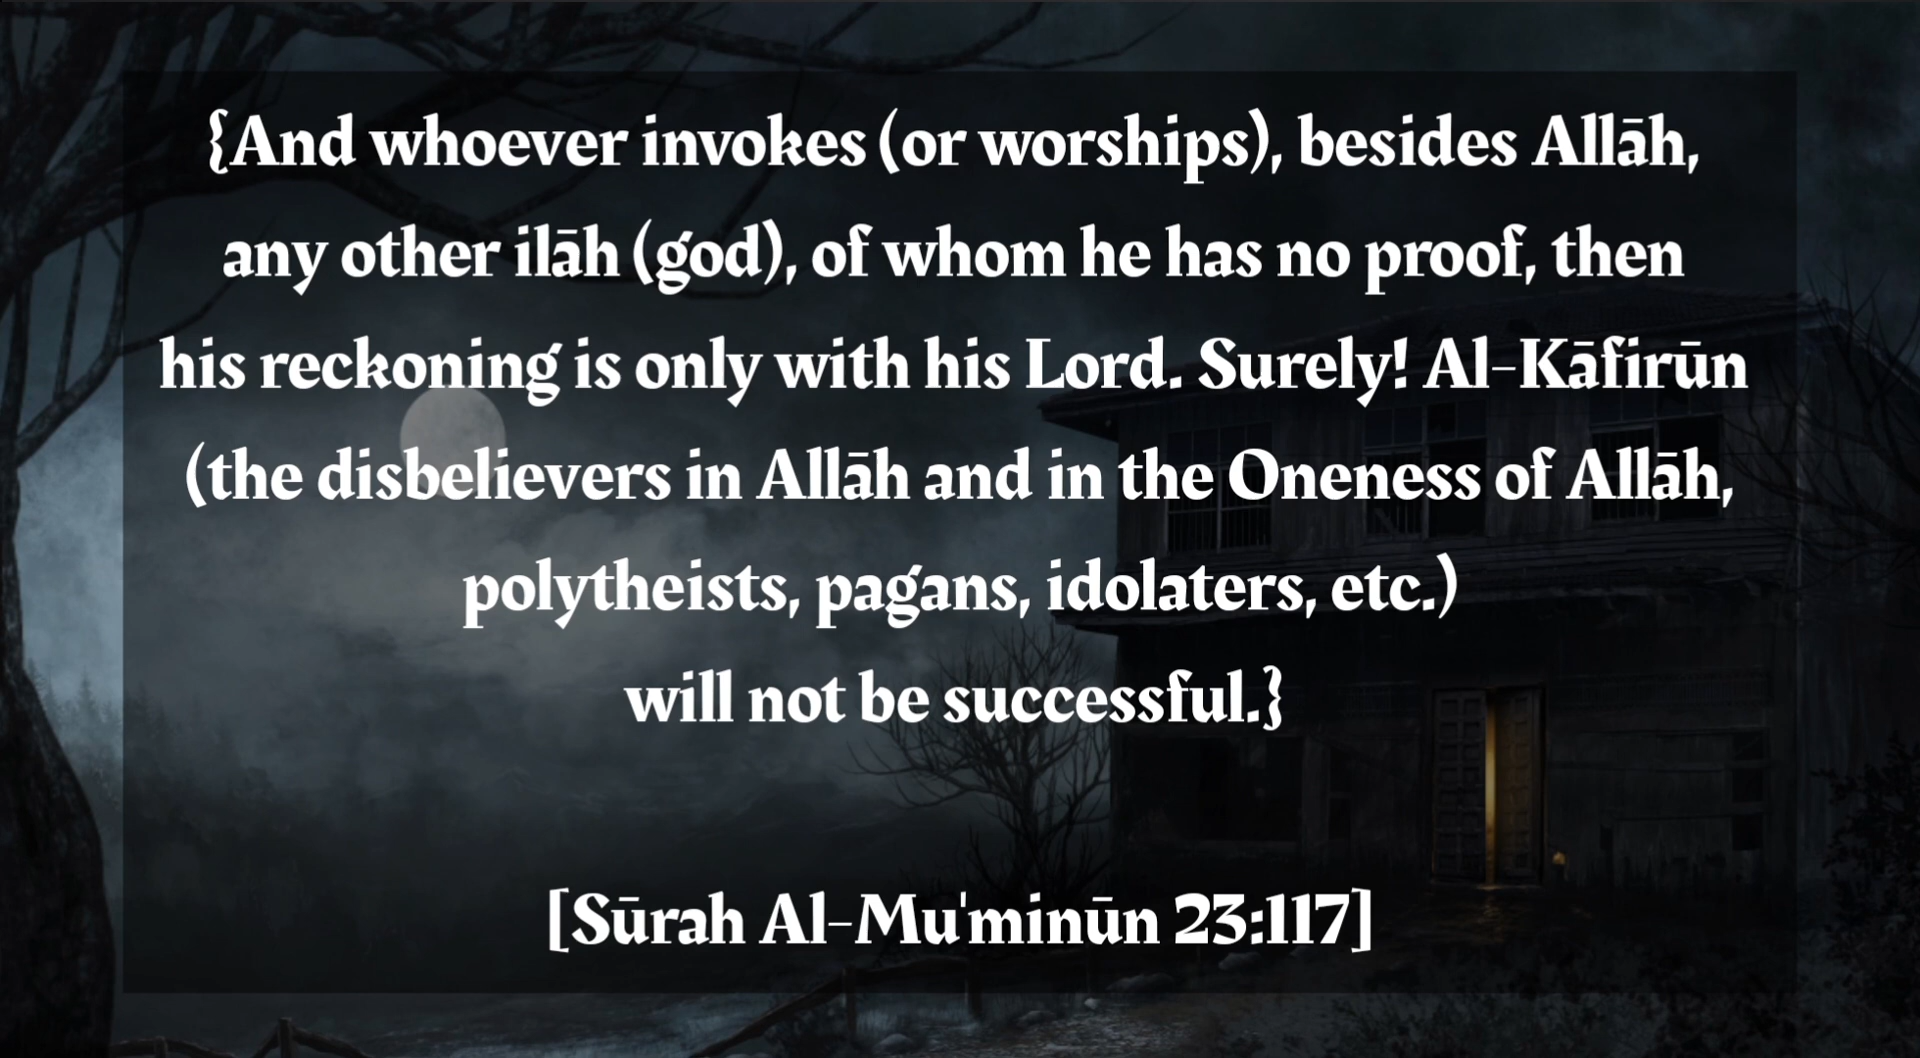 {And whoever invokes (or worships), besides Allāh,
any other ilāh (god), of whom he has no proof, then
his reckoning is only with his Lord. Surely! Al-Kāfirūn
(the disbelievers in Allāh and in the Oneness of Allāh,
polytheists, pagans, idolaters, etc.)
will not be successful.}
[Sūrah Al-Mu'minūn 23:117]